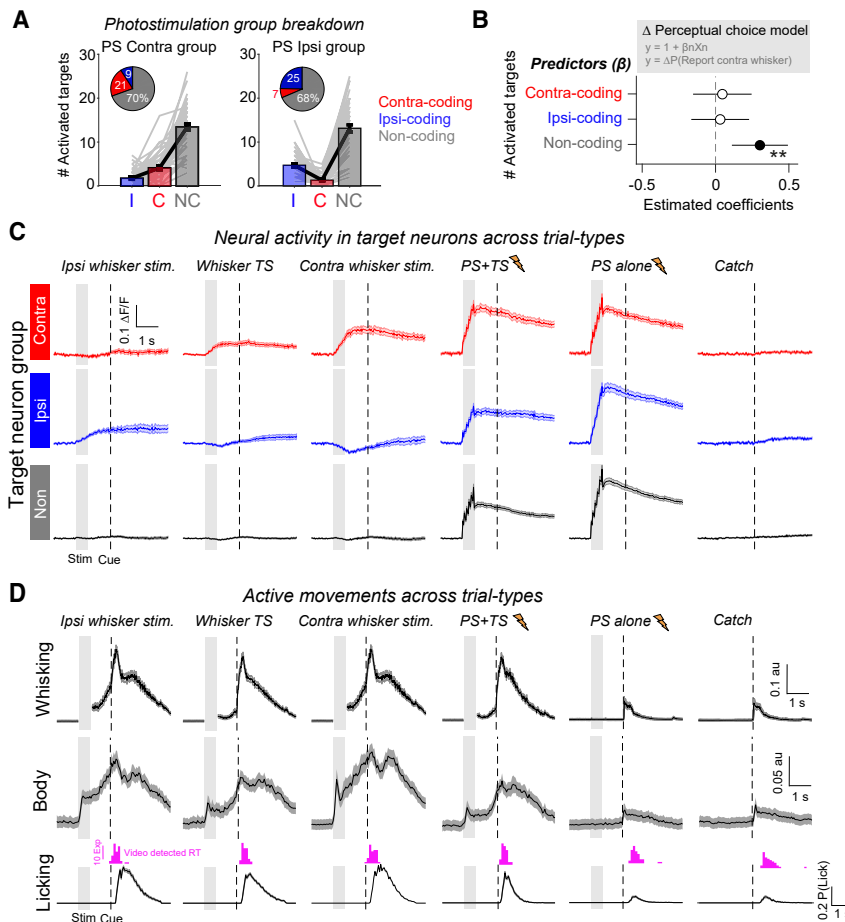 A
Photostimulation group breakdown
PS Contra group
PS Ipsi group
# Activated targets
30
20
10
0
9
21
70%
I
C
NC
30
20
10
0
25
7
68%
I
C
NC
Contra-coding
Ipsi-coding
Non-coding
B
Δ Perceptual choice model
y = 1 + βnXn
y = ΔP(Report contra whisker)
Predictors (β)
# Activated targets
Contra-coding
Ipsi-coding
Non-coding
**
-0.5
0
0.5
Estimated coefficients
C
Neural activity in target neurons across trial-types
Ipsi whisker stim.
Whisker TS
Contra whisker stim.
PS+TS
PS alone
Catch
Target neuron group
Contra
Ipsi
Non
0.1 ΔF/F
1 s
Stim
Cue
D
Active movements across trial-types
Ipsi whisker stim.
Whisker TS
Contra whisker stim.
PS+TS
PS alone
Catch
Whisking
0.1 au
1 s
Body
0.05 au
1 s
10 Exp
Video detected RT
Licking
0.2 P(Lick)
1
Stim
Cue